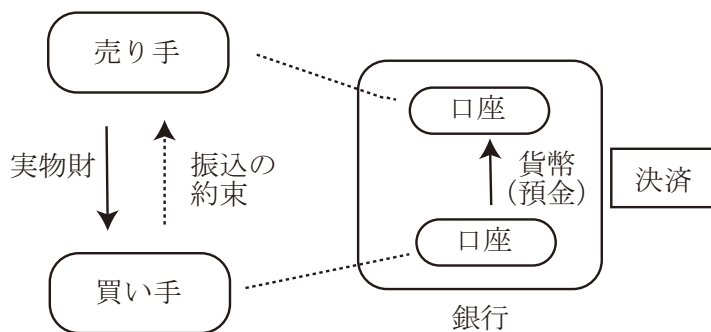 売り手
口座
実物財
振込の
約束
貨幣
(預金)
決済
口座
買い手
銀行